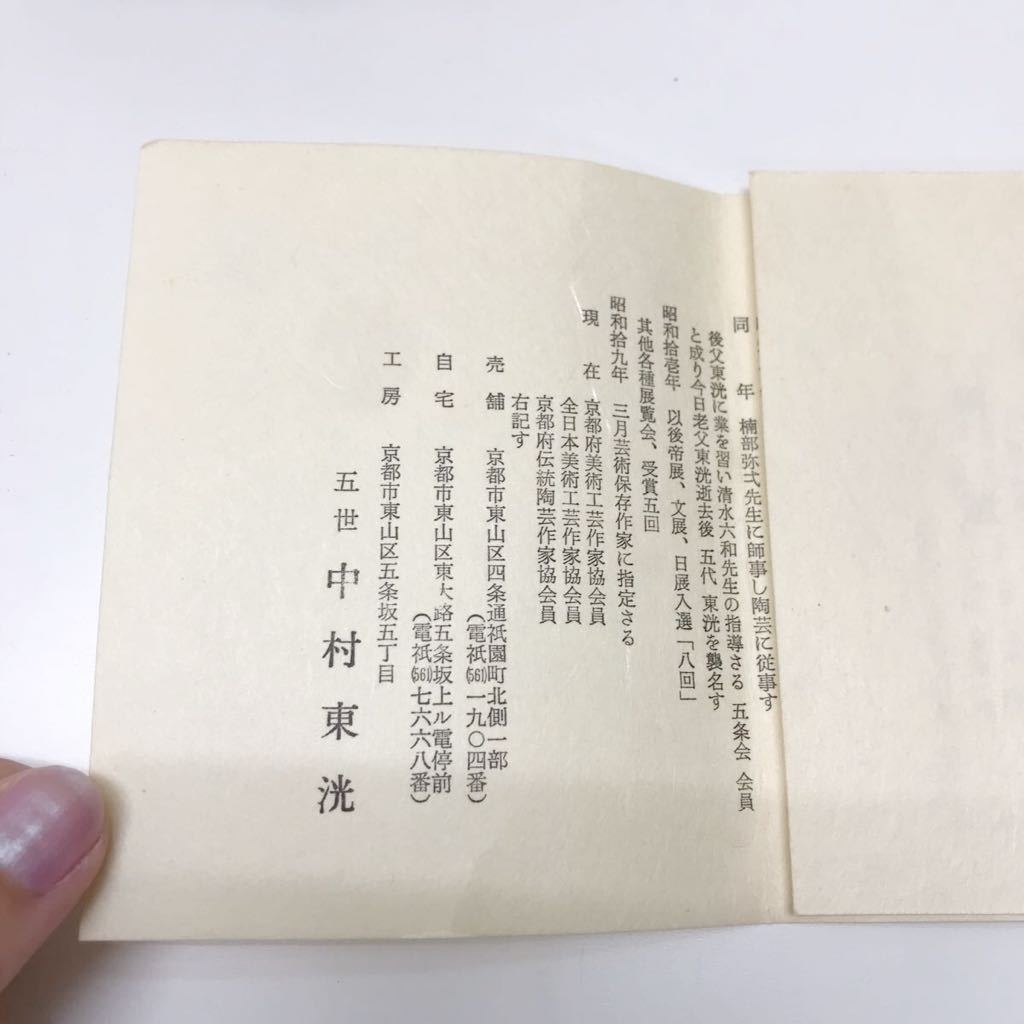 同年 楠部弥弌先生に師事し陶芸に従事す
後父東洸に業を習い清水六和先生の指導さる 五条会 会員
と成り今日老父東洸逝去後 五代 東洸を襲名す
昭和拾壱年 以後帝展、文展、日展入選「八回」
其他各種展覧会、受賞五回
昭和拾九年 三月芸術保存作家に指定さる
現在 京都府美術工芸作家協会員
全日本美術工芸作家協会員
京都府伝統陶芸作家協会員
右記す
売舗 京都市東山区四条通祇園町北側一部
(電祇(561)一九〇四番)
自宅 京都市東山区東大路五条坂上ル電停前
(電祇(561)七六六八番)
工房 京都市東山区五条坂五丁目
五世 中村東洸